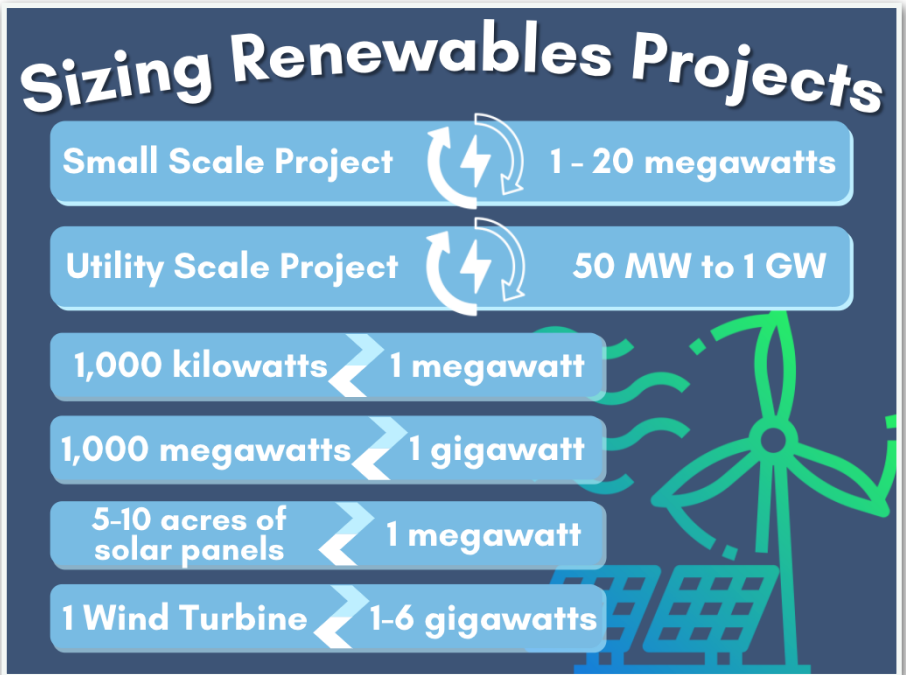 Sizing Renewables Projects
Small Scale Project 1 - 20 megawatts
Utility Scale Project 50 MW to 1 GW
1,000 kilowatts 1 megawatt
1,000 megawatts 1 gigawatt
5-10 acres of
solar panels 1 megawatt
1 Wind Turbine 1-6 gigawatts